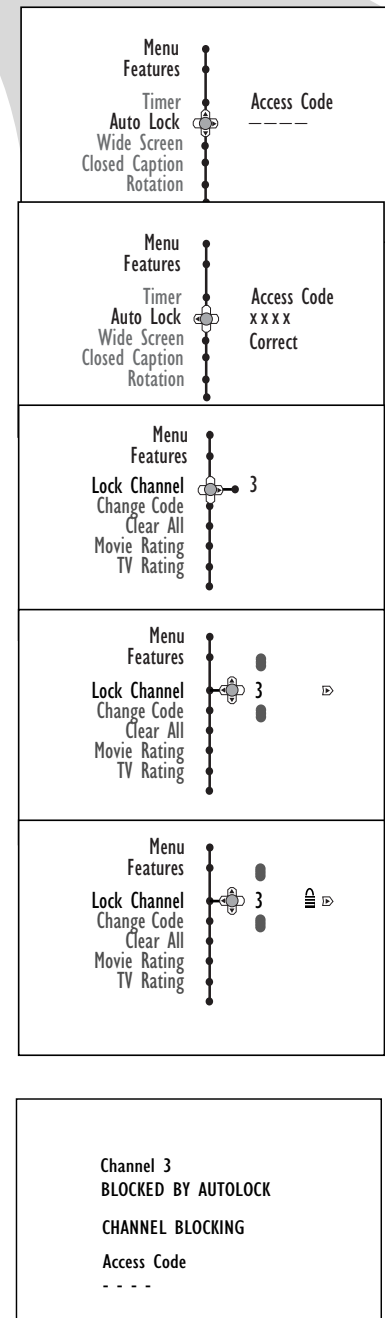 Menu
Features
Timer
Access Code
Auto Lock
– – – –
Wide Screen
Closed Caption
Rotation
Menu
Features
Timer
Access Code
Auto Lock
x x x x
Wide Screen
Correct
Closed Caption
Rotation
Menu
Features
Lock Channel 3
Change Code
Clear All
Movie Rating
TV Rating
Menu
Features
Lock Channel 3
Change Code
Clear All
Movie Rating
TV Rating
Menu
Features
Lock Channel 3
Change Code
Clear All
Movie Rating
TV Rating
Channel 3
BLOCKED BY AUTOLOCK
CHANNEL BLOCKING
Access Code
- - - -